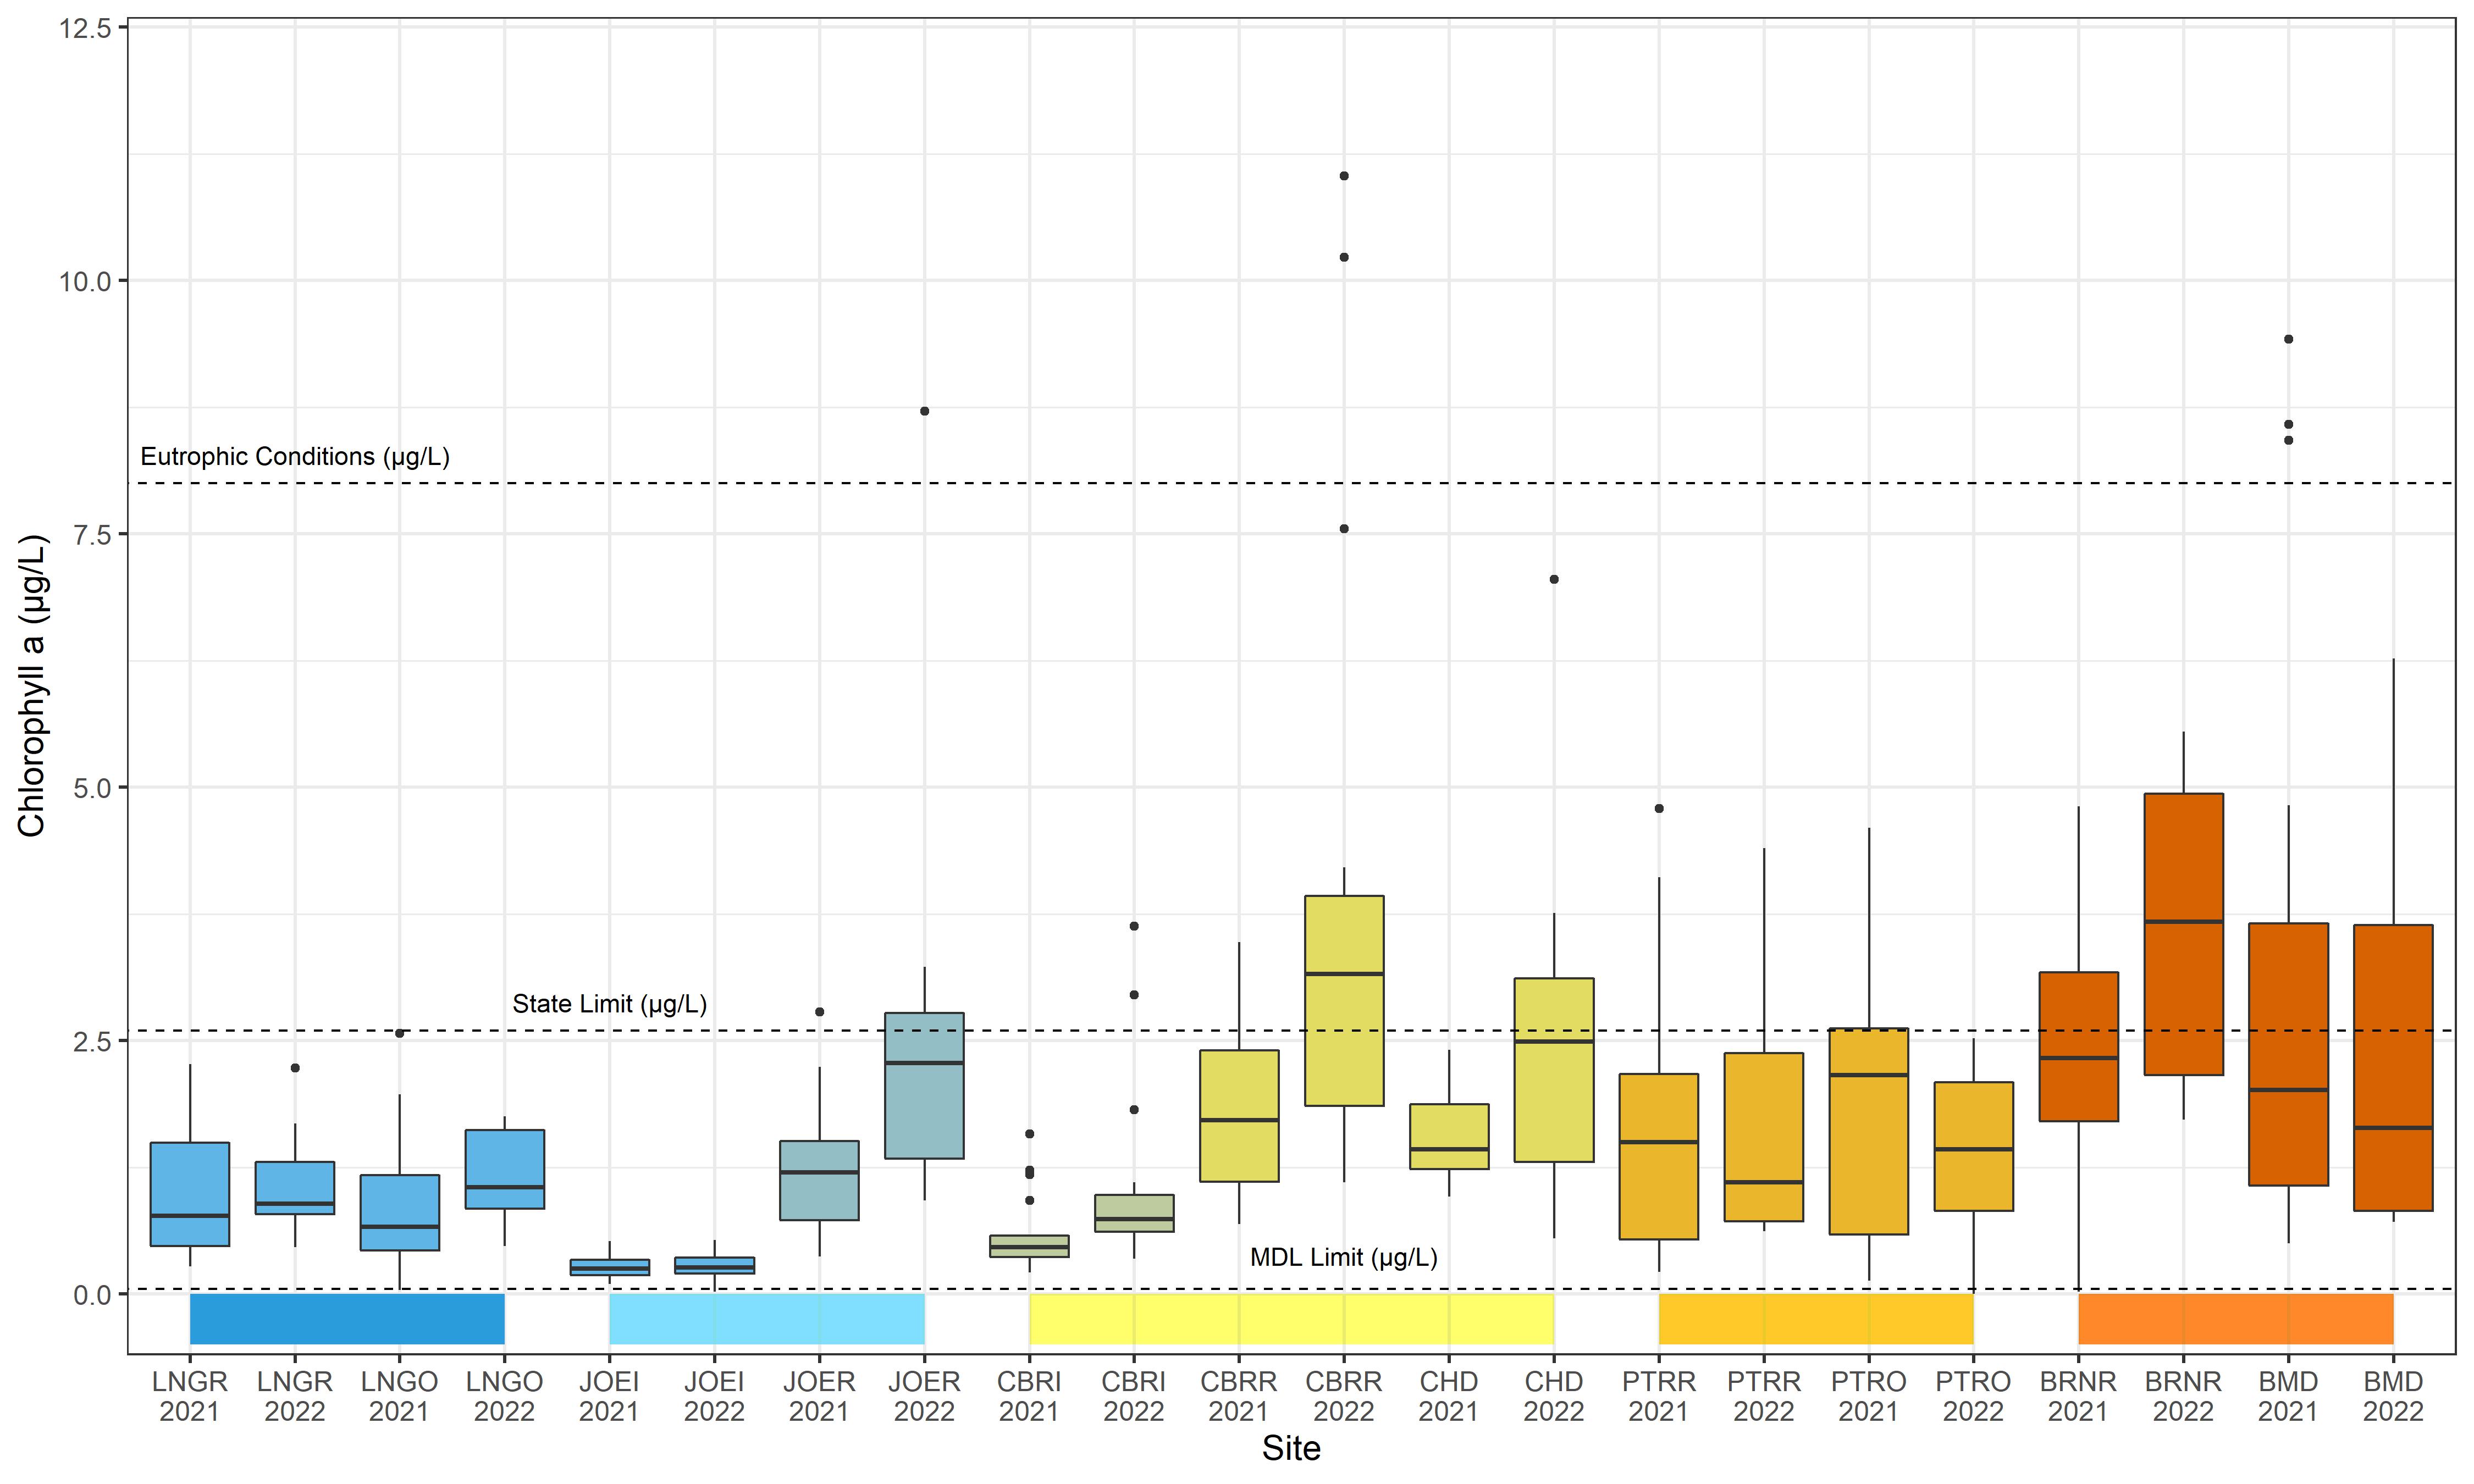 12.5
10.0
7.5
5.0
2.5
0.0
Chlorophyll a (µg/L)
Eutrophic Conditions (µg/L)
State Limit (µg/L)
MDL Limit (µg/L)
LNGR LNGR LNGO LNGO JOEI JOEI JOER JOER CBRI CBRI CBRR CBRR CHD CHD PTRR PTRR PTRO PTRO BRNR BRNR BMD BMD
2021 2022 2021 2022 2021 2022 2021 2022 2021 2022 2021 2022 2021 2022 2021 2022 2021 2022 2021 2022 2021 2022
Site